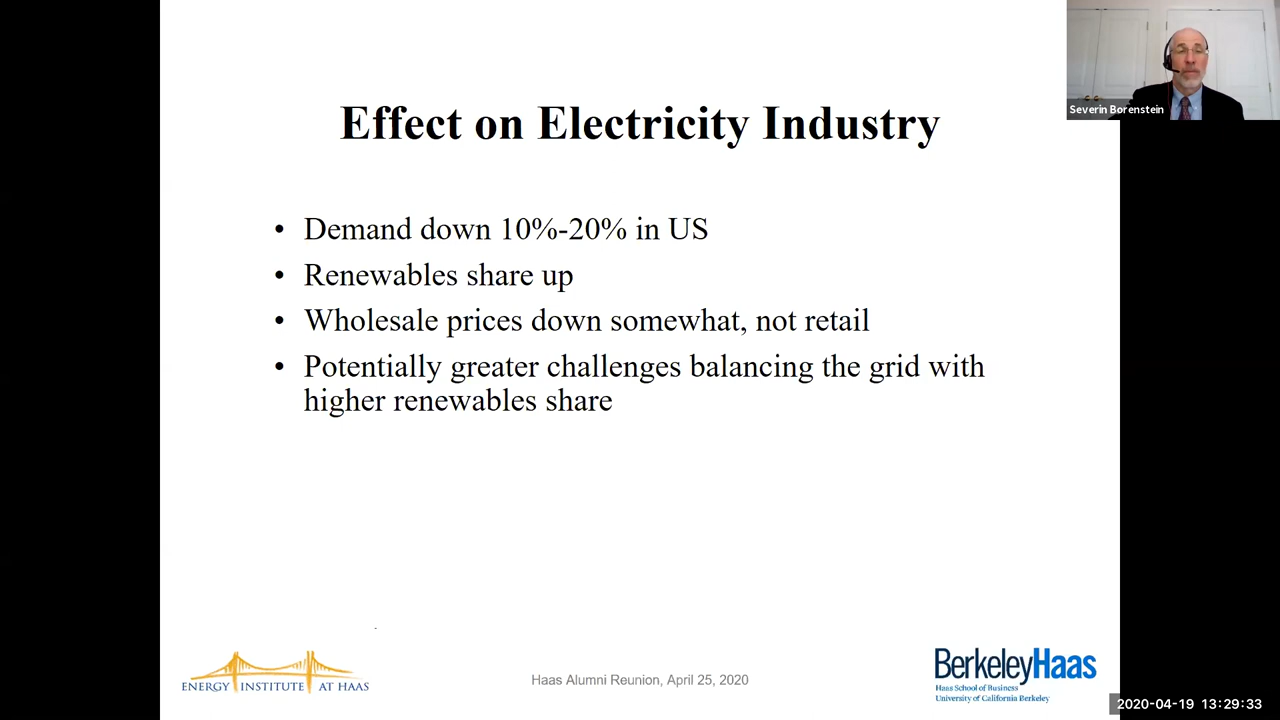 Effect on Electricity Industry
Severin Borenstein
• Demand down 10%-20% in US
• Renewables share up
• Wholesale prices down somewhat, not retail
• Potentially greater challenges balancing the grid with
higher renewables share
ENERGY INSTITUTE AT HAAS
Haas Alumni Reunion, April 25, 2020
BerkeleyHaas
Haas School of Business
University of California Berkeley
2020-04-19 13:29:33